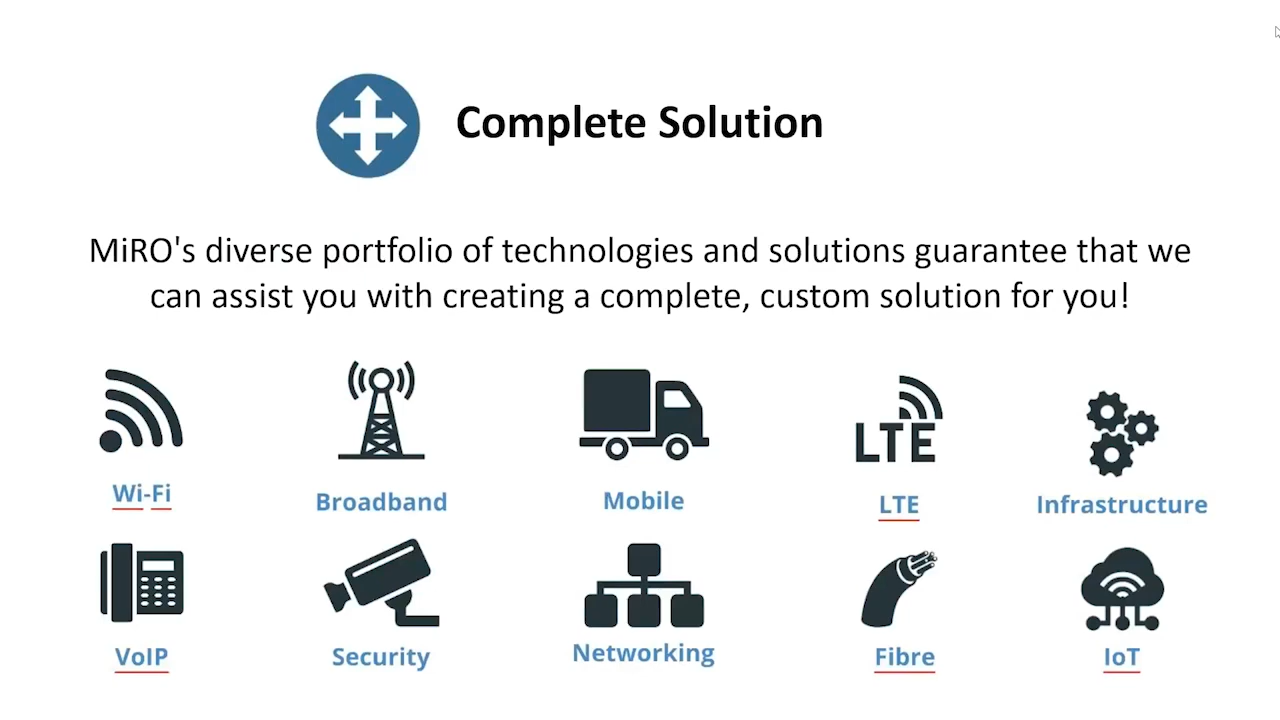 Complete Solution
MiRO's diverse portfolio of technologies and solutions guarantee that we
can assist you with creating a complete, custom solution for you!
LTE
Wi-Fi
Broadband
Mobile
LTE
Infrastructure
VoIP
Security
Networking
Fibre
IoT